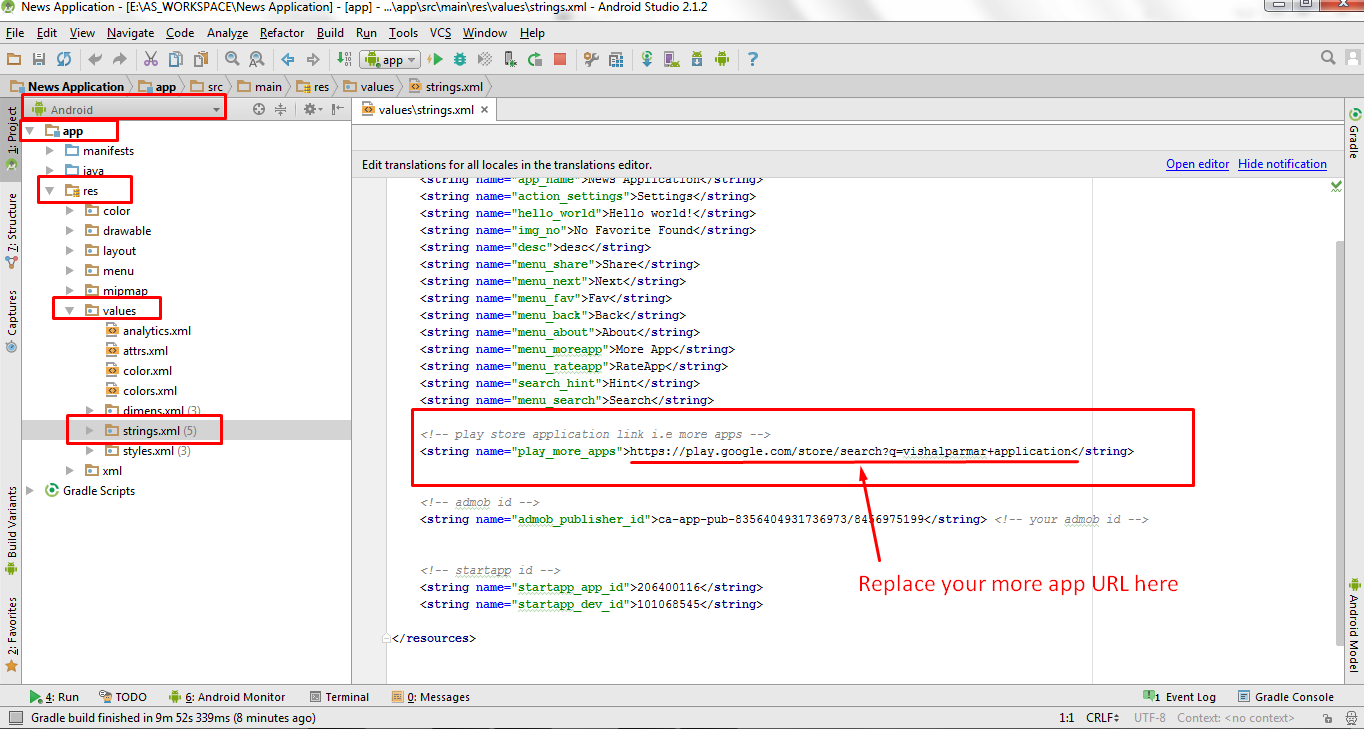 News Application - [E:\AS_WORKSPACE\News Application] - [app] - ...\app\src\main\res\values\strings.xml - Android Studio 2.1.2
File Edit View Navigate Code Analyze Refactor Build Run Tools VCS Window Help
app
News Application app src main res values strings.xml
Android
values\strings.xml
1: Project
7: Structure
Captures
Build Variants
2: Favorites
app
manifests
java
res
color
drawable
layout
menu
mipmap
values
analytics.xml
attrs.xml
color.xml
colors.xml
dimens.xml (3)
strings.xml (5)
styles.xml (3)
xml
Gradle Scripts
Edit translations for all locales in the translations editor. Open editor Hide notification
<string name="app_name">News Application</string>
<string name="action_settings">Settings</string>
<string name="hello_world">Hello world!</string>
<string name="img_no">No Favorite Found</string>
<string name="desc">desc</string>
<string name="menu_share">Share</string>
<string name="menu_next">Next</string>
<string name="menu_fav">Fav</string>
<string name="menu_back">Back</string>
<string name="menu_about">About</string>
<string name="menu_moreapp">More App</string>
<string name="menu_rateapp">RateApp</string>
<string name="search_hint">Hint</string>
<string name="menu_search">Search</string>
<!-- play store application link i.e more apps -->
<string name="play_more_apps">https://play.google.com/store/search?q=vishalparmar+application</string>
<!-- admob id -->
<string name="admob_publisher_id">ca-app-pub-8356404931736973/8456975199</string> <!-- your admob id -->
<!-- startapp id -->
<string name="startapp_app_id">206400116</string>
<string name="startapp_dev_id">101068545</string>
</resources>
Replace your more app URL here
Gradle
Android Model
4: Run TODO 6: Android Monitor Terminal 0: Messages 1 Event Log Gradle Console
Gradle build finished in 9m 52s 339ms (8 minutes ago) 1:1 CRLF UTF-8 Context: <no context>